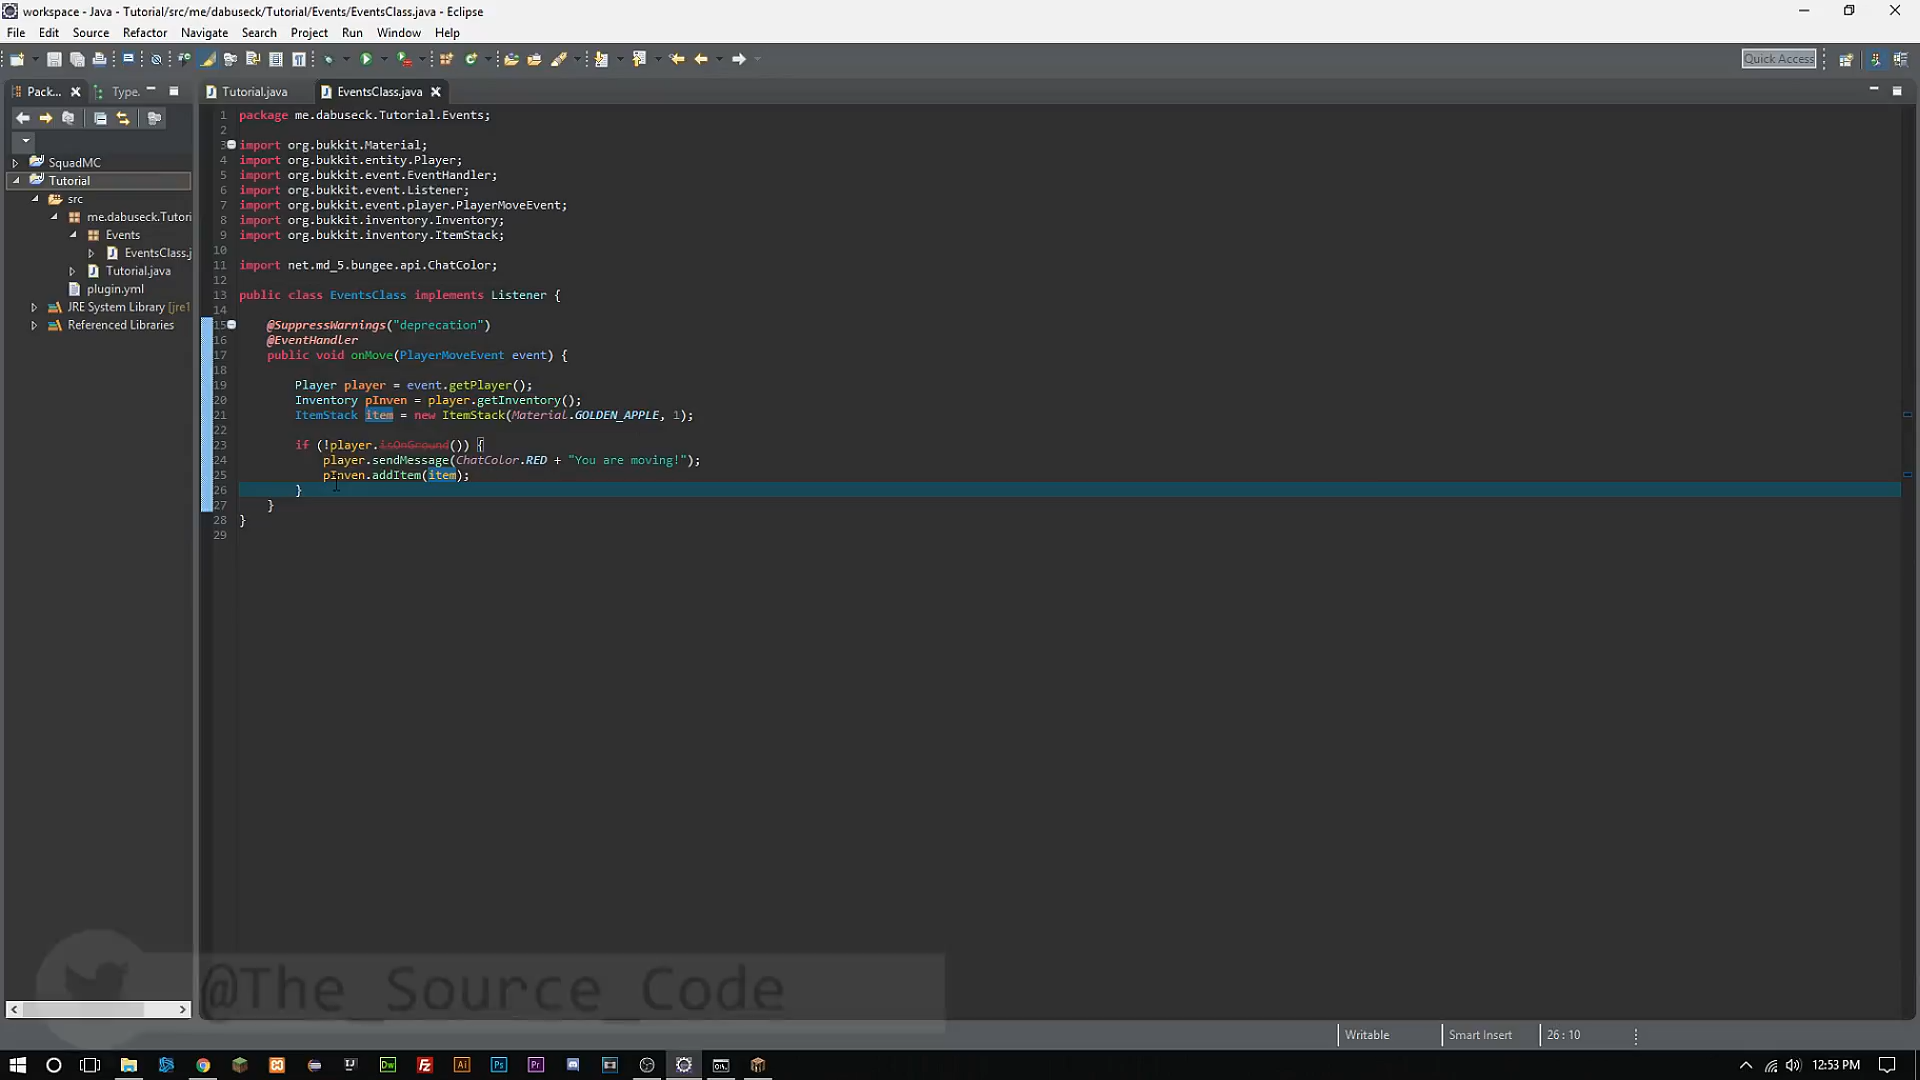 workspace - Java - Tutorial/src/me/dabuseck/Tutorial/Events/EventsClass.java - Eclipse
File Edit Source Refactor Navigate Search Project Run Window Help
Quick Access
Pack...
Type.
Tutorial.java
EventsClass.java
SquadMC
Tutorial
src
me.dabuseck.Tutori
Events
EventsClass.j
Tutorial.java
plugin.yml
JRE System Library [jre1
Referenced Libraries
1 package me.dabuseck.Tutorial.Events;
2
3 import org.bukkit.Material;
4 import org.bukkit.entity.Player;
5 import org.bukkit.event.EventHandler;
6 import org.bukkit.event.Listener;
7 import org.bukkit.event.player.PlayerMoveEvent;
8 import org.bukkit.inventory.Inventory;
9 import org.bukkit.inventory.ItemStack;
10
11 import net.md_5.bungee.api.ChatColor;
12
13 public class EventsClass implements Listener {
14
15 @SuppressWarnings("deprecation")
16 @EventHandler
17 public void onMove(PlayerMoveEvent event) {
18
19 Player player = event.getPlayer();
20 Inventory pInven = player.getInventory();
21 ItemStack item = new ItemStack(Material.GOLDEN_APPLE, 1);
22
23 if (!player.isOnGround()) {
24 player.sendMessage(ChatColor.RED + "You are moving!");
25 pInven.addItem(item);
26 }
27 }
28 }
29
@The_Source_Code
Writable
Smart Insert
26 : 10
12:53 PM